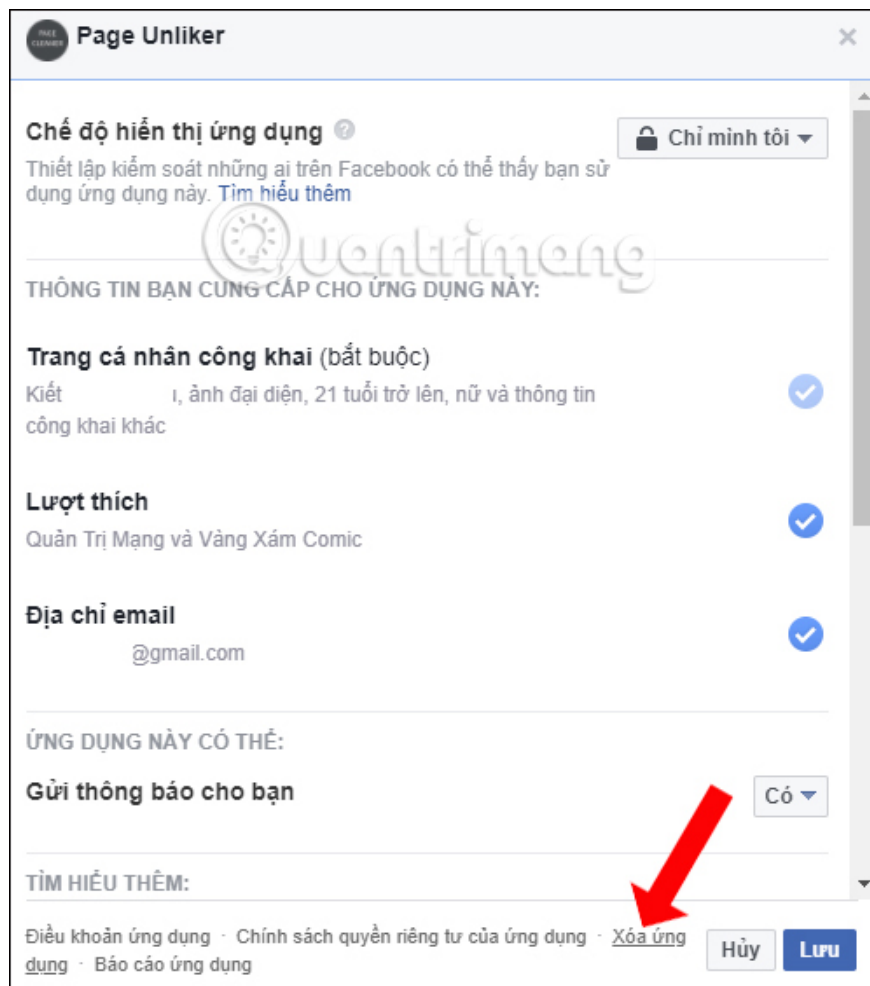 PAGE
CLEANER
Page Unliker
Chế độ hiển thị ứng dụng ?
Chỉ mình tôi
Thiết lập kiểm soát những ai trên Facebook có thể thấy bạn sử
dụng ứng dụng này. Tìm hiểu thêm
Quantrimang
THÔNG TIN BẠN CUNG CẤP CHO ỨNG DỤNG NÀY:
Trang cá nhân công khai (bắt buộc)
Kiết , ảnh đại diện, 21 tuổi trở lên, nữ và thông tin
công khai khác
Lượt thích
Quản Trị Mạng và Vàng Xám Comic
Địa chỉ email
@gmail.com
ỨNG DỤNG NÀY CÓ THỂ:
Gửi thông báo cho bạn
Có
TÌM HIỂU THÊM:
Điều khoản ứng dụng · Chính sách quyền riêng tư của ứng dụng · Xóa ứng
dụng · Báo cáo ứng dụng
Hủy
Lưu